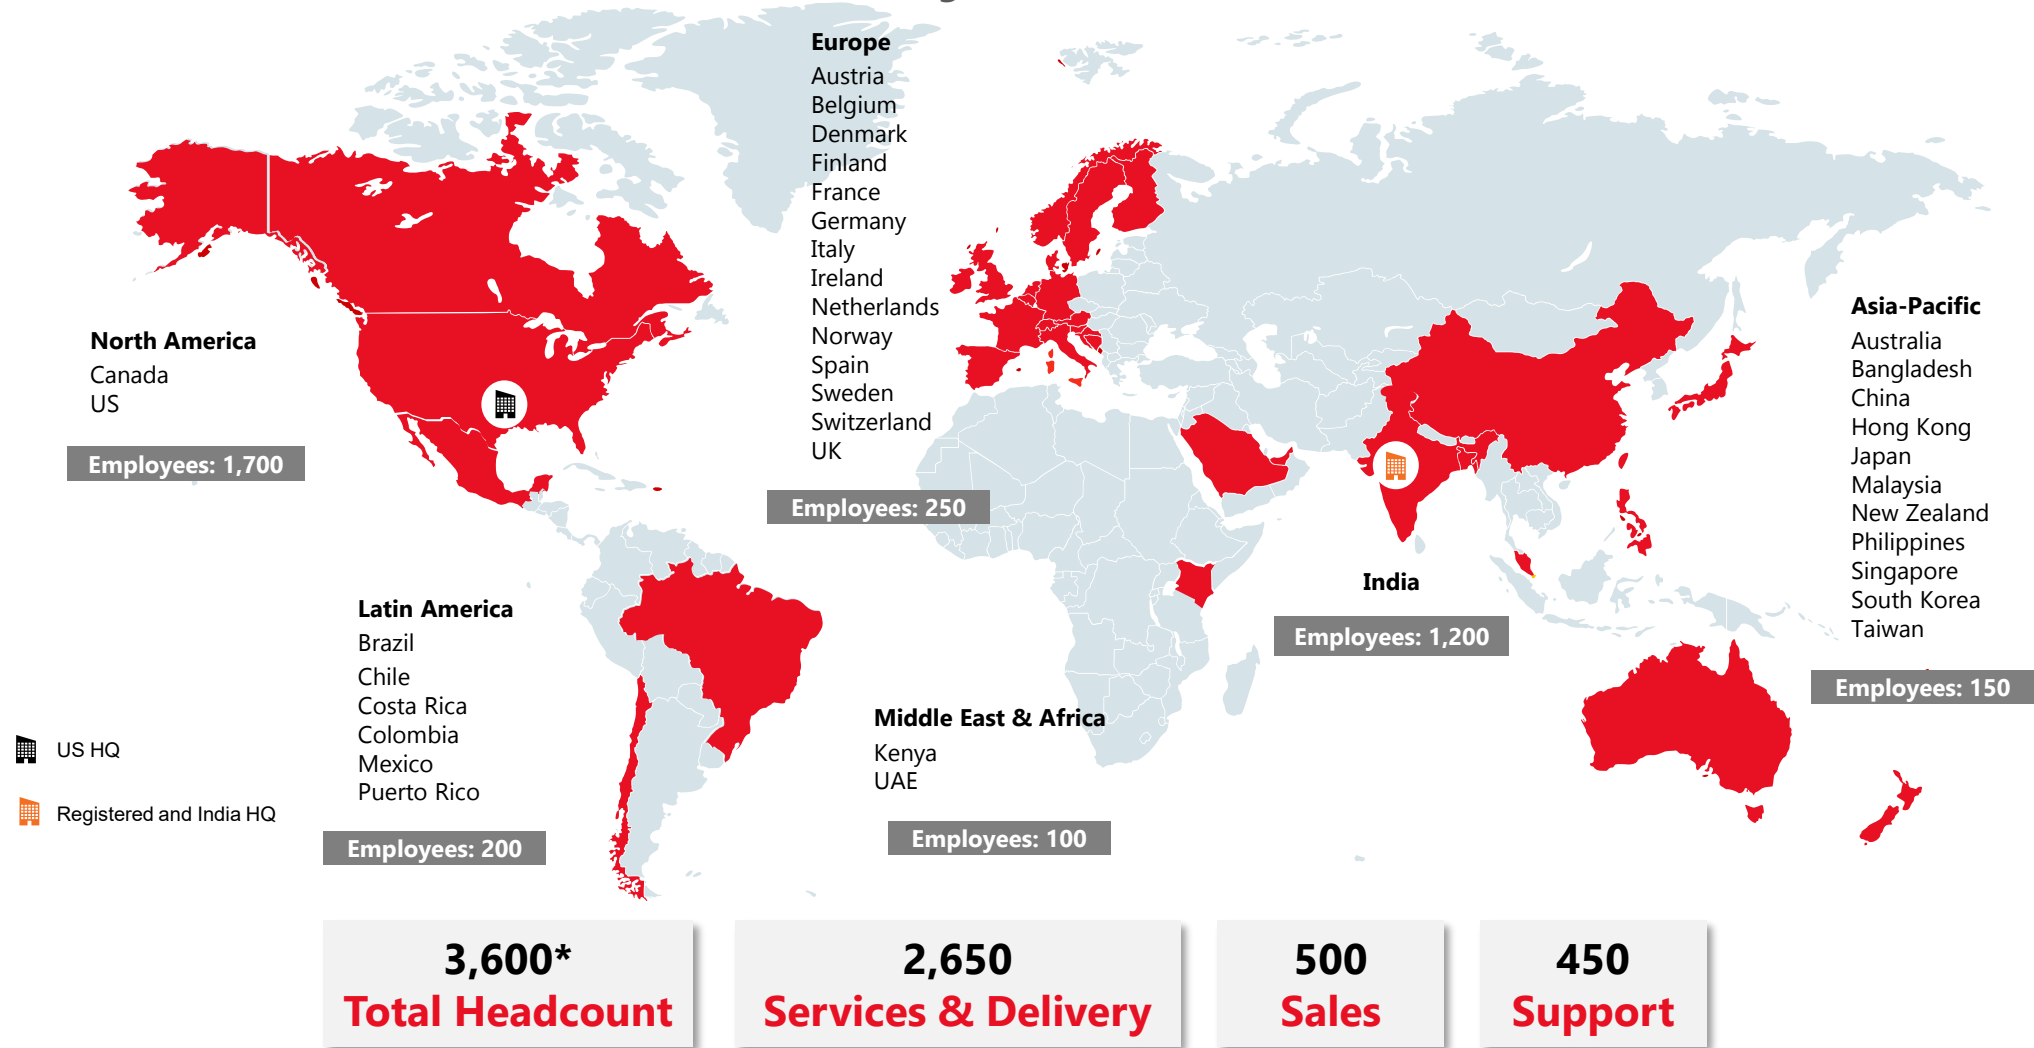 Europe
Austria
Belgium
Denmark
Finland
France
Germany
Italy
Ireland
Netherlands
Norway
Spain
Sweden
Switzerland
UK
Employees: 250
North America
Canada
US
Employees: 1,700
Asia-Pacific
Australia
Bangladesh
China
Hong Kong
Japan
Malaysia
New Zealand
Philippines
Singapore
South Korea
Taiwan
Employees: 150
India
Employees: 1,200
Latin America
Brazil
Chile
Costa Rica
Colombia
Mexico
Puerto Rico
Employees: 200
Middle East & Africa
Kenya
UAE
Employees: 100
US HQ
Registered and India HQ
3,600*
Total Headcount
2,650
Services & Delivery
500
Sales
450
Support